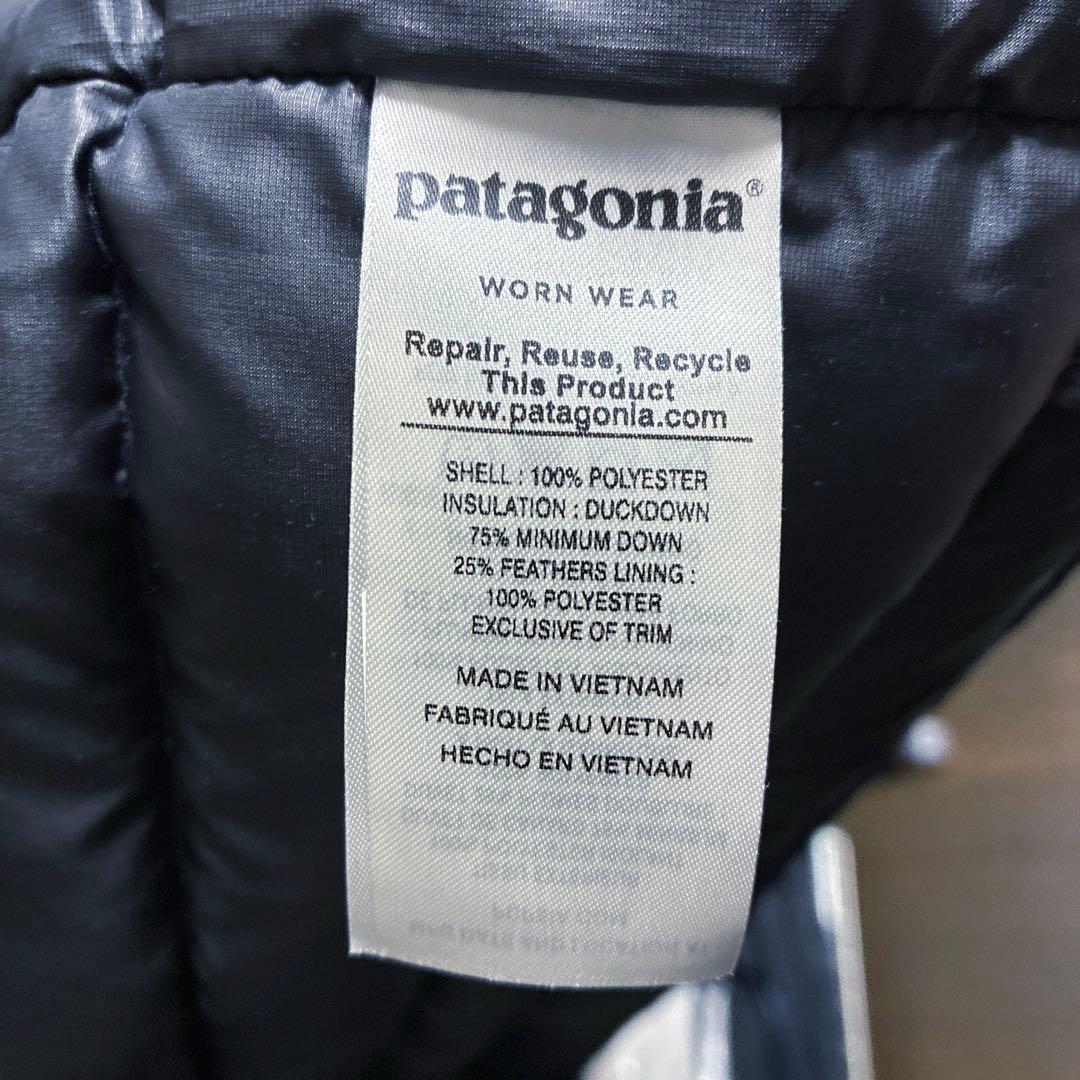 patagonia®
WORN WEAR
Repair, Reuse, Recycle
This Product
www.patagonia.com
SHELL : 100% POLYESTER
INSULATION : DUCKDOWN
75% MINIMUM DOWN
25% FEATHERS LINING :
100% POLYESTER
EXCLUSIVE OF TRIM
MADE IN VIETNAM
FABRIQUÉ AU VIETNAM
HECHO EN VIETNAM